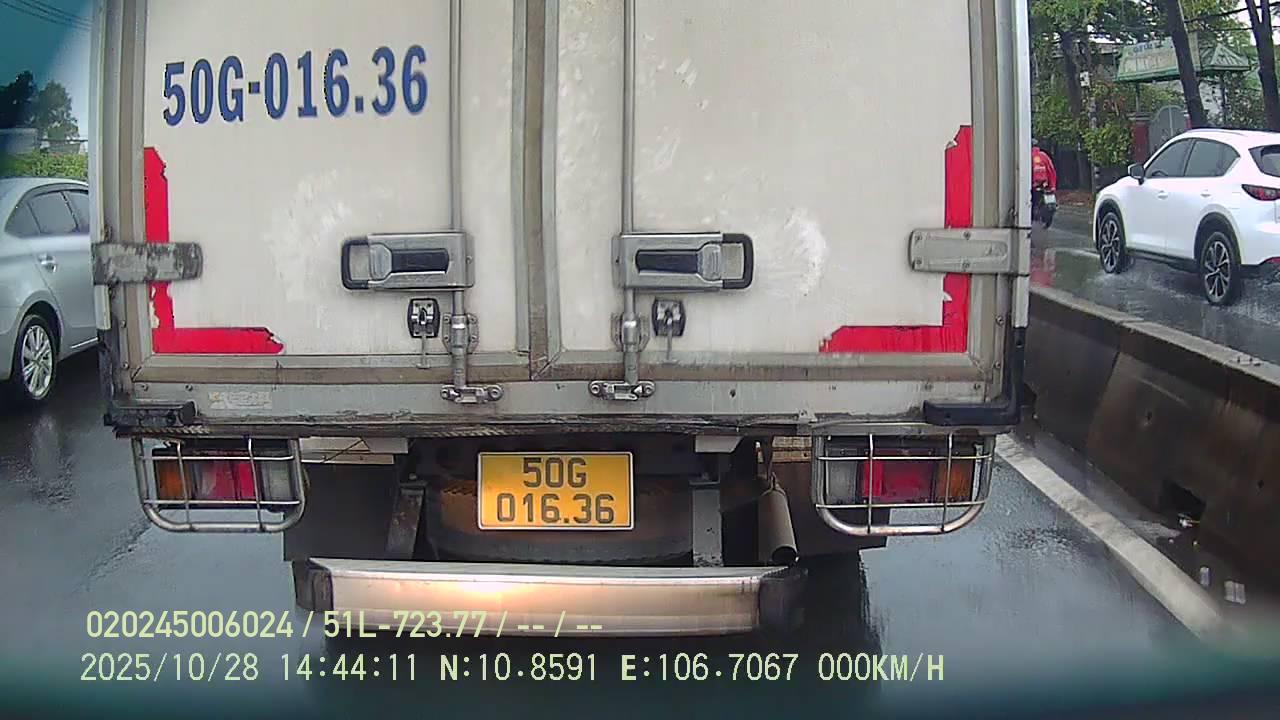 50G-016.36
50G
016.36
020245006024 / 51L-723.77 / -- / --
2025/10/28 14:44:11 N:10.8591 E:106.7067 000KM/H